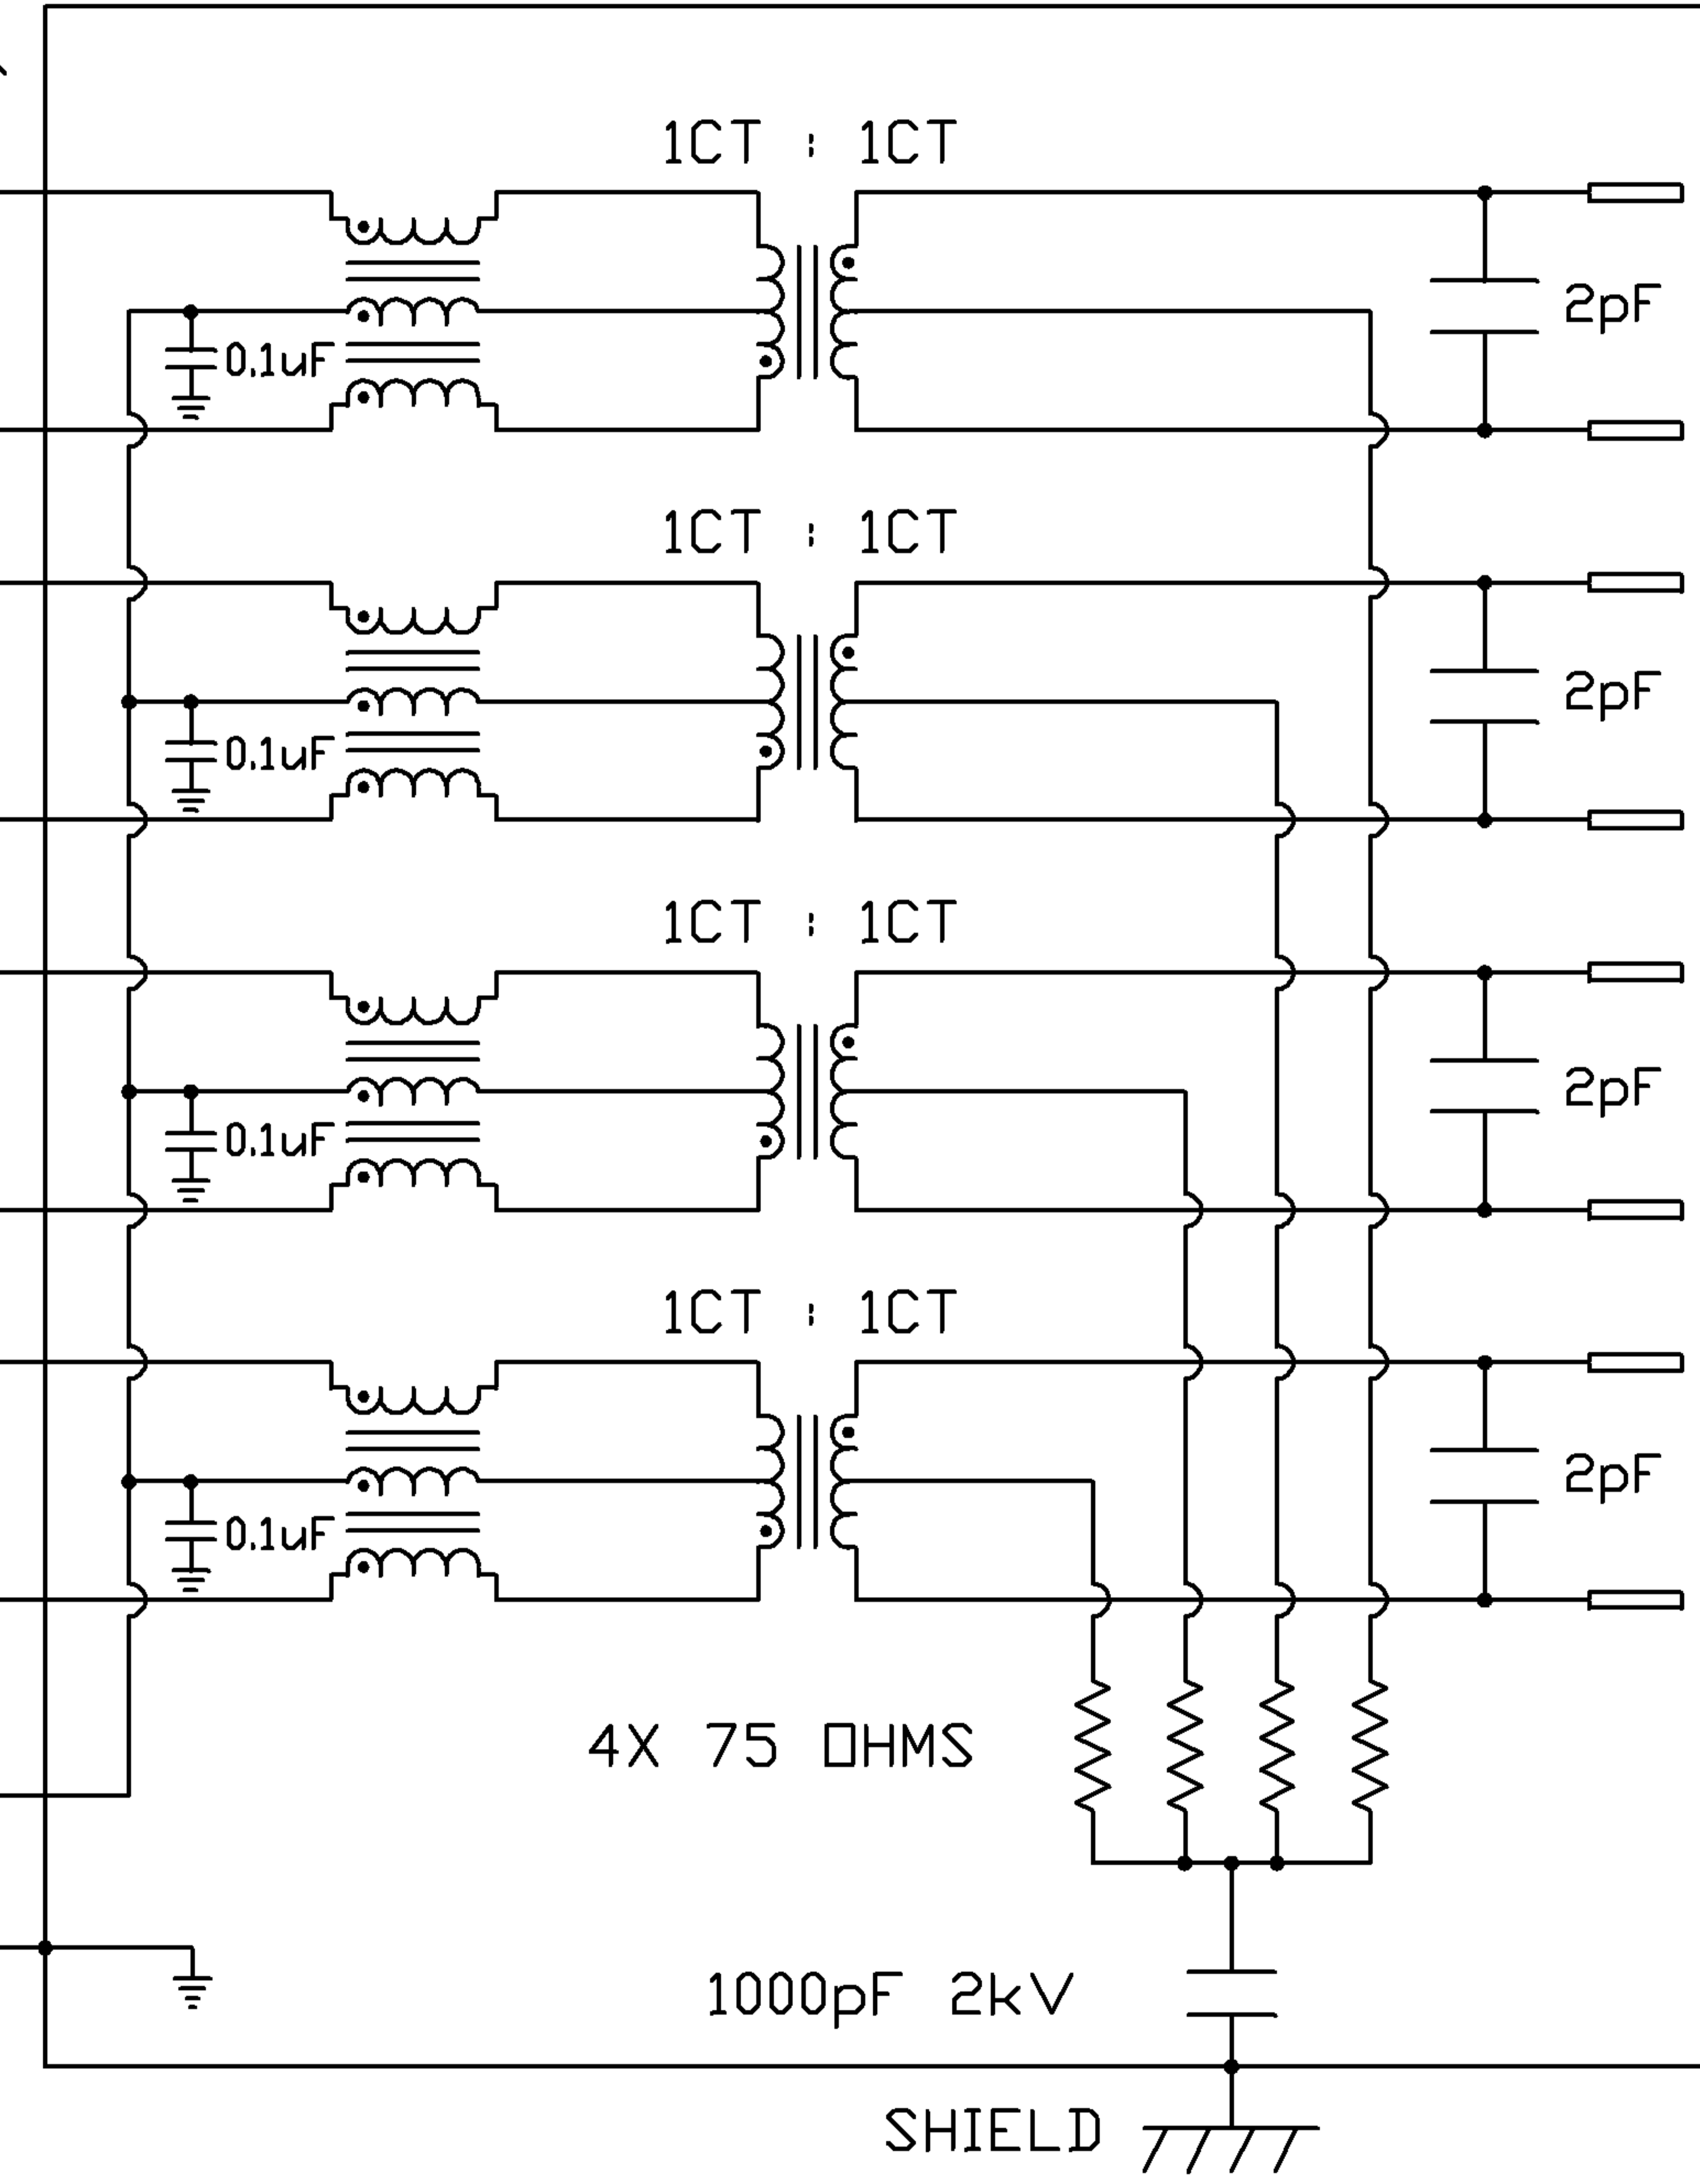 1CT : 1CT
2pF
0.1uF
1CT : 1CT
2pF
0.1uF
1CT : 1CT
2pF
0.1uF
1CT : 1CT
2pF
0.1uF
4X 75 OHMS
1000pF 2kV
SHIELD